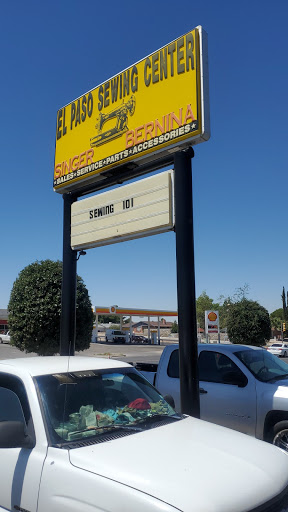 EL PASO SEWING CENTER
SINGER BERNINA
★SALES★SERVICE★PARTS★ACCESSORIES★
SEWING 101